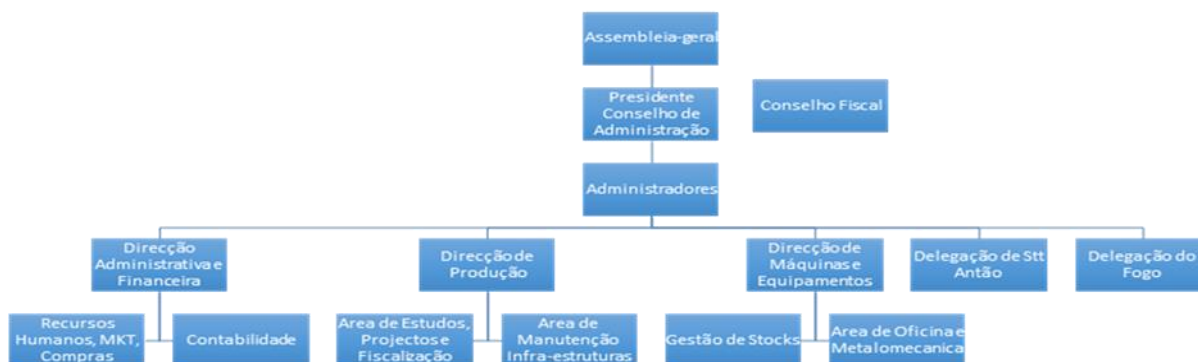 Assembleia-geral
Presidente
Conselho de
Administração
Conselho Fiscal
Administradores
Direcção
Administrativa e
Financeira
Direcção de
Produção
Direcção de
Máquinas e
Equipamentos
Delegação de Stt
Antão
Delegação do
Fogo
Recursos
Humanos, MKT,
Compras
Contabilidade
Area de Estudos,
Projectos e
Fiscalização
Area de
Manutenção
Infra-estruturas
Gestão de Stocks
Area de Oficina e
Metalomecanica